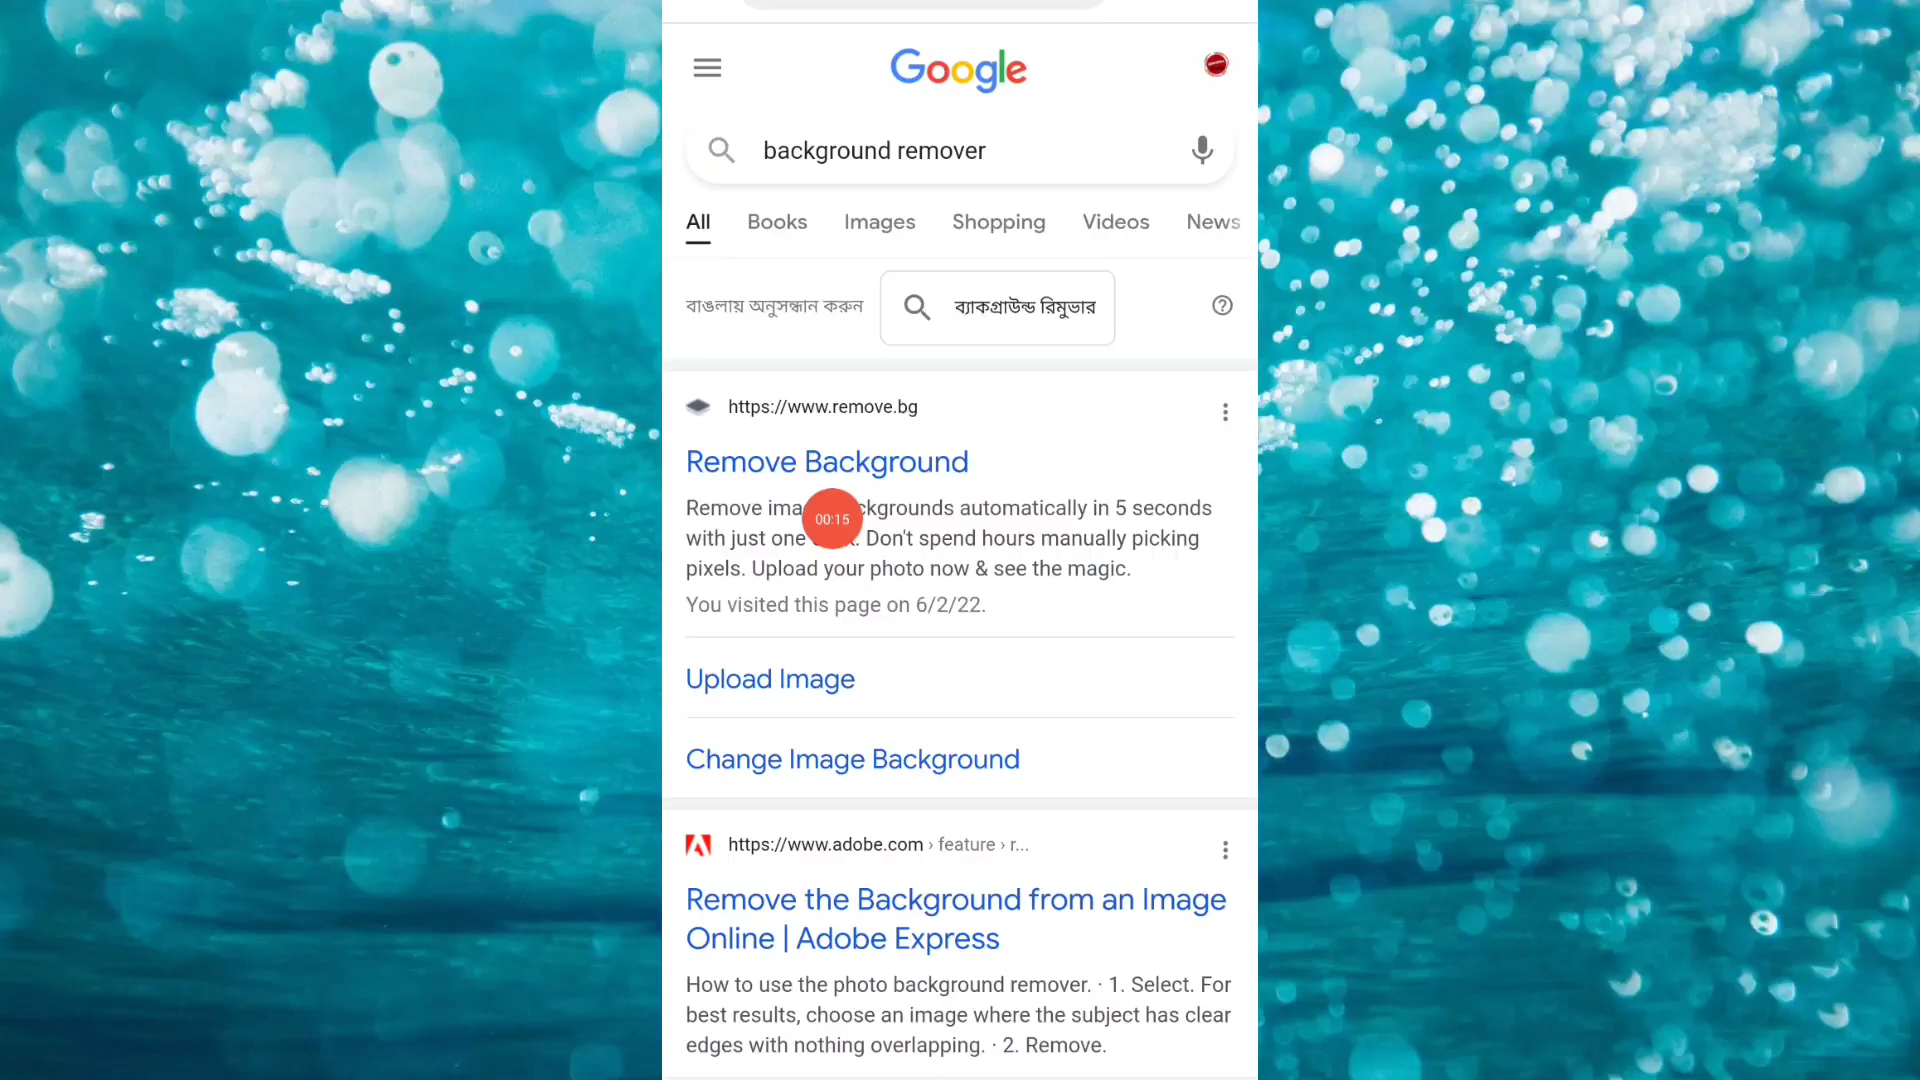 Google
background remover
All Books Images Shopping Videos News
বাঙলায় অনুসন্ধান করুন ব্যাকগ্রাউন্ড রিমুভার
https://www.remove.bg
Remove Background
Remove ima ckgrounds automatically in 5 seconds
with just one Don't spend hours manually picking
pixels. Upload your photo now & see the magic.
00:15
You visited this page on 6/2/22.
Upload Image
Change Image Background
https://www.adobe.com › feature › r...
Remove the Background from an Image
Online | Adobe Express
How to use the photo background remover. · 1. Select. For
best results, choose an image where the subject has clear
edges with nothing overlapping. · 2. Remove.